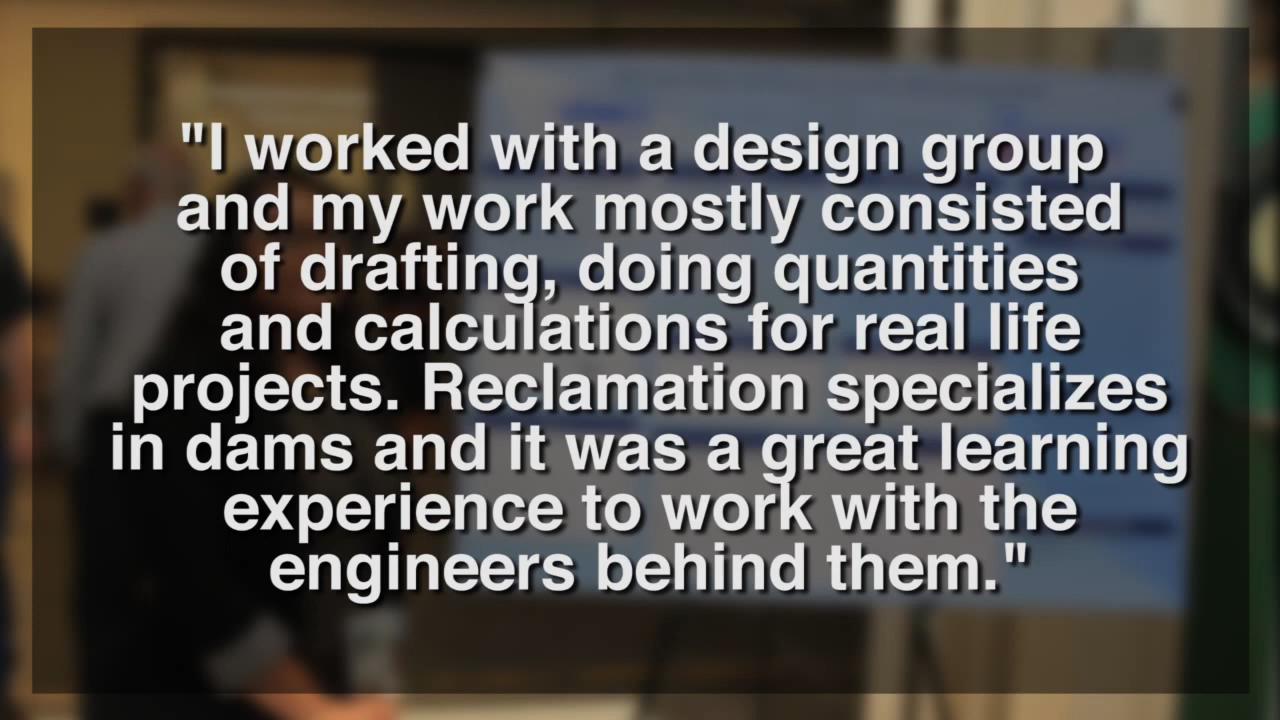 "I worked with a design group
and my work mostly consisted
of drafting, doing quantities
and calculations for real life
projects. Reclamation specializes
in dams and it was a great learning
experience to work with the
engineers behind them."